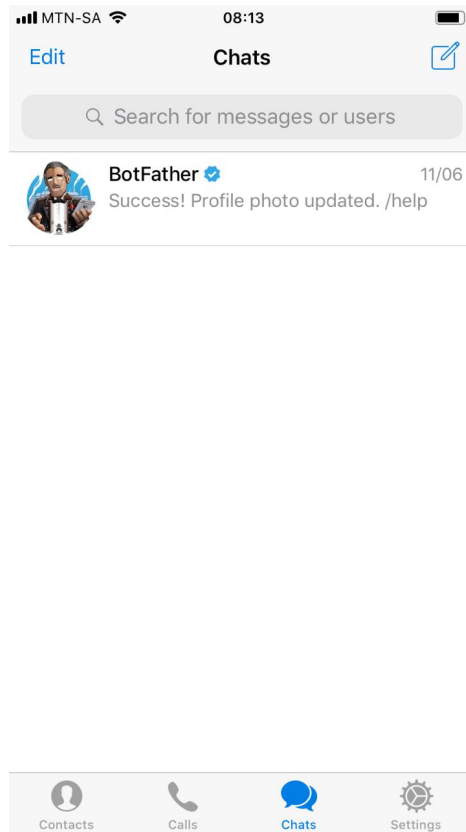 MTN-SA 08:13
Edit Chats
Search for messages or users
BotFather 11/06
Success! Profile photo updated. /help
Contacts Calls Chats Settings